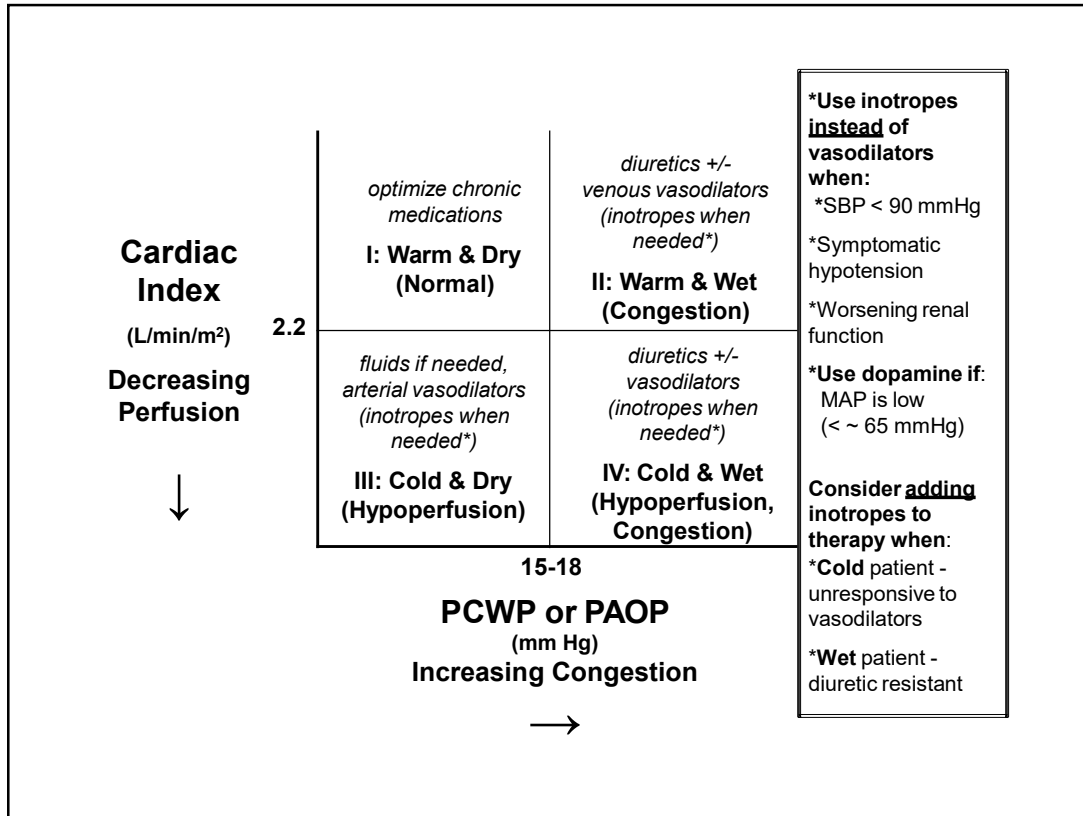 Cardiac
Index
(L/min/m²)
Decreasing
Perfusion
↓
2.2
optimize chronic
medications
I: Warm & Dry
(Normal)
diuretics +/-
venous vasodilators
(inotropes when
needed*)
II: Warm & Wet
(Congestion)
fluids if needed,
arterial vasodilators
(inotropes when
needed*)
III: Cold & Dry
(Hypoperfusion)
diuretics +/-
vasodilators
(inotropes when
needed*)
IV: Cold & Wet
(Hypoperfusion,
Congestion)
15-18
PCWP or PAOP
(mm Hg)
Increasing Congestion
→
*Use inotropes
instead of
vasodilators
when:
*SBP < 90 mmHg
*Symptomatic
hypotension
*Worsening renal
function
*Use dopamine if:
MAP is low
(< ~ 65 mmHg)
Consider adding
inotropes to
therapy when:
*Cold patient -
unresponsive to
vasodilators
*Wet patient -
diuretic resistant